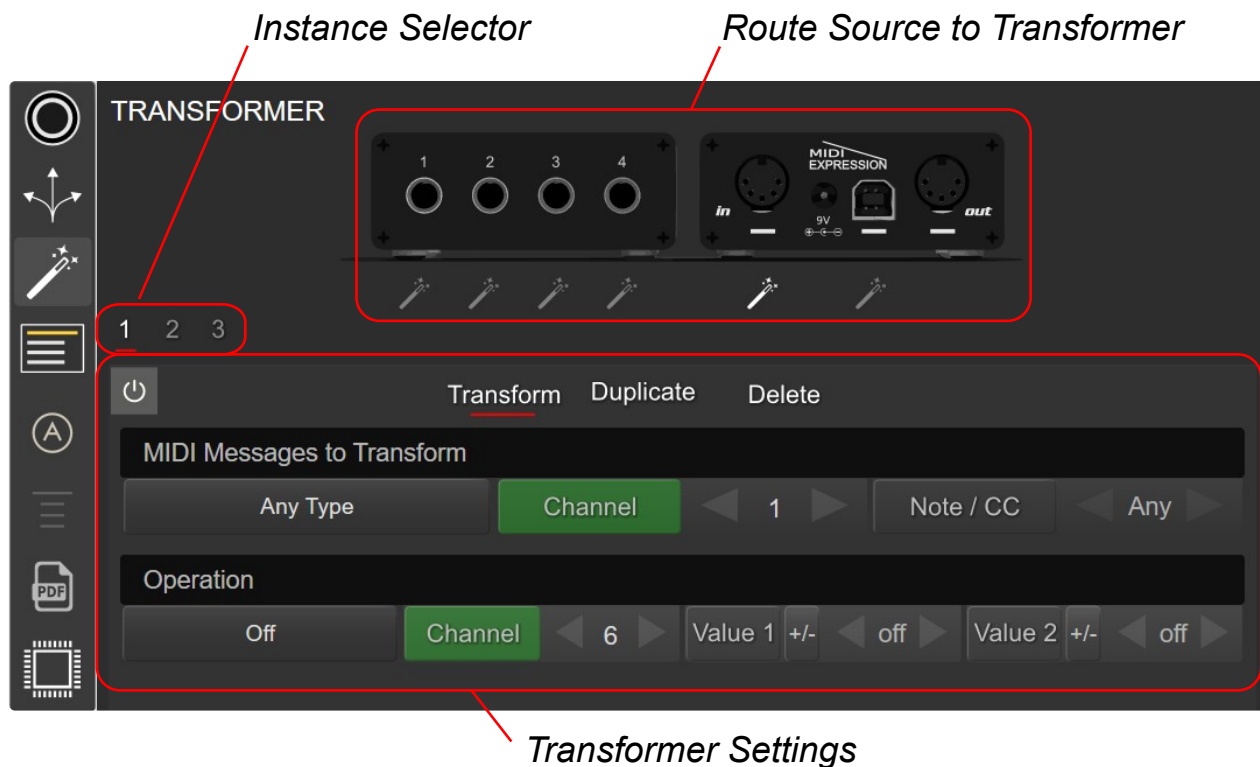 Instance Selector
Route Source to Transformer
TRANSFORMER
1 2 3 4
MIDI
EXPRESSION
in
9V
out
1 2 3
Transform Duplicate Delete
A
MIDI Messages to Transform
Any Type Channel 1 Note / CC Any
Operation
PDF
Off Channel 6 Value 1 +/- off Value 2 +/- off
Transformer Settings